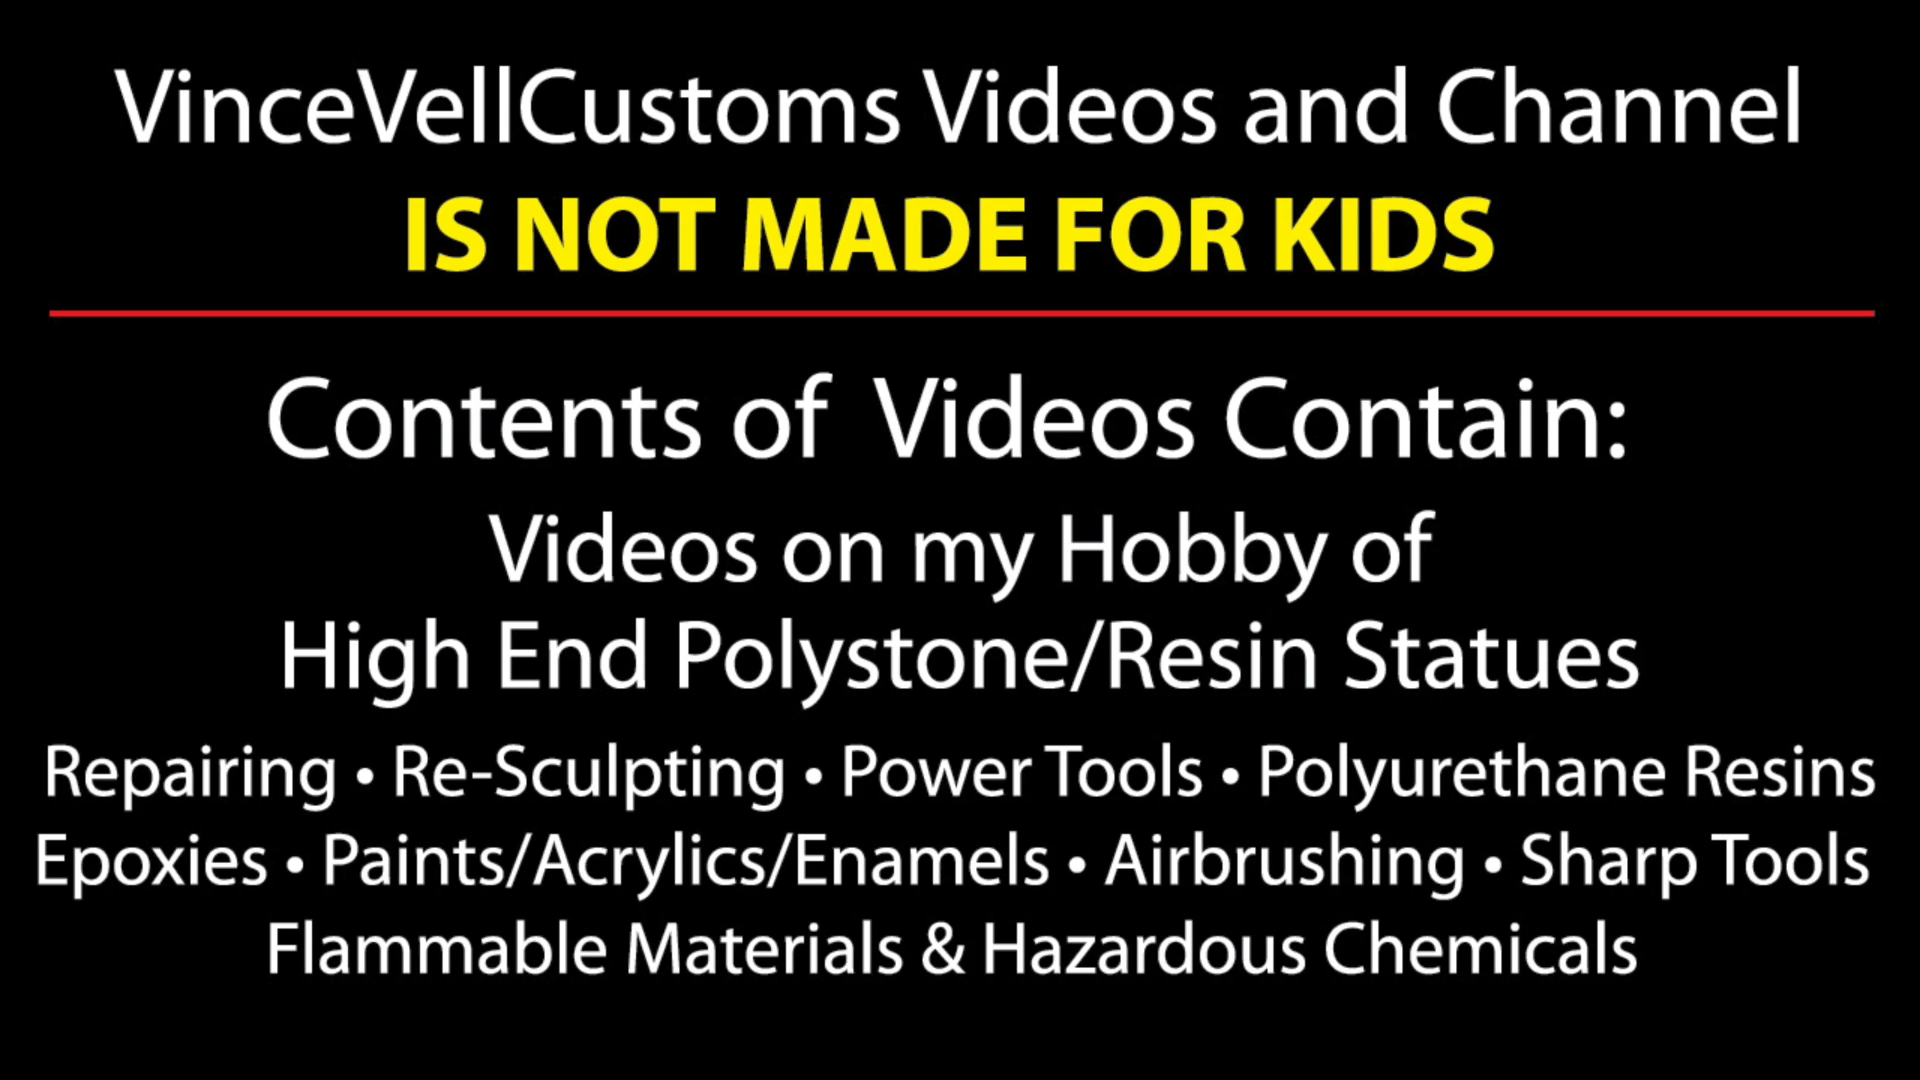 VinceVellCustoms Videos and Channel
IS NOT MADE FOR KIDS
Contents of Videos Contain:
Videos on my Hobby of
High End Polystone/Resin Statues
Repairing • Re-Sculpting • Power Tools • Polyurethane Resins
Epoxies • Paints/Acrylics/Enamels • Airbrushing • Sharp Tools
Flammable Materials & Hazardous Chemicals